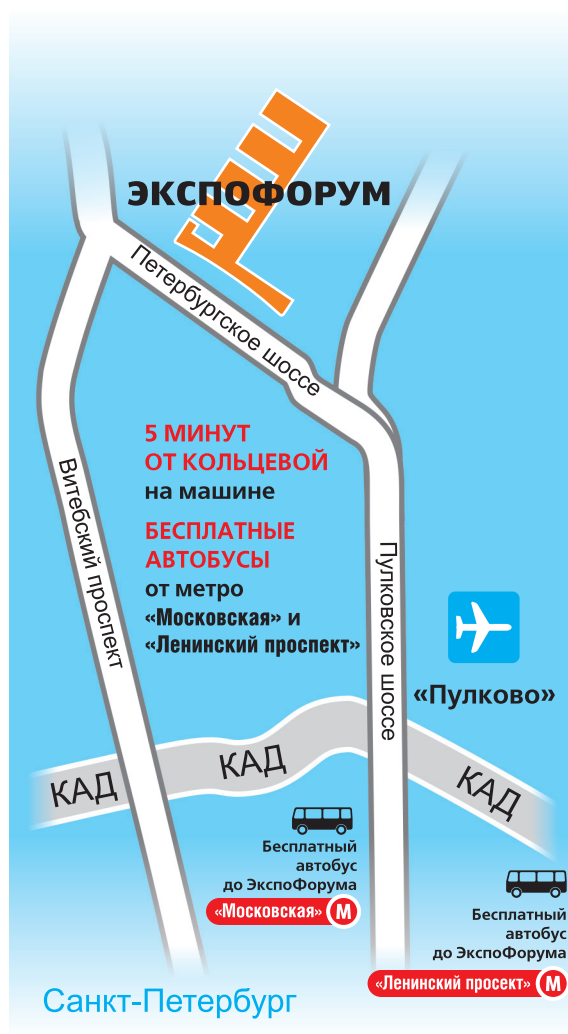 ЭКСПОФОРУМ
Петербургское шоссе
5 МИНУТ
ОТ КОЛЬЦЕВОЙ
на машине
БЕСПЛАТНЫЕ
АВТОБУСЫ
от метро
«Московская» и
«Ленинский проспект»
Витебский проспект
Пулковское шоссе
«Пулково»
КАД
КАД
КАД
Бесплатный
автобус
до ЭкспоФорума
«Московская» М
Бесплатный
автобус
до ЭкспоФорума
«Ленинский просект» М
Санкт-Петербург